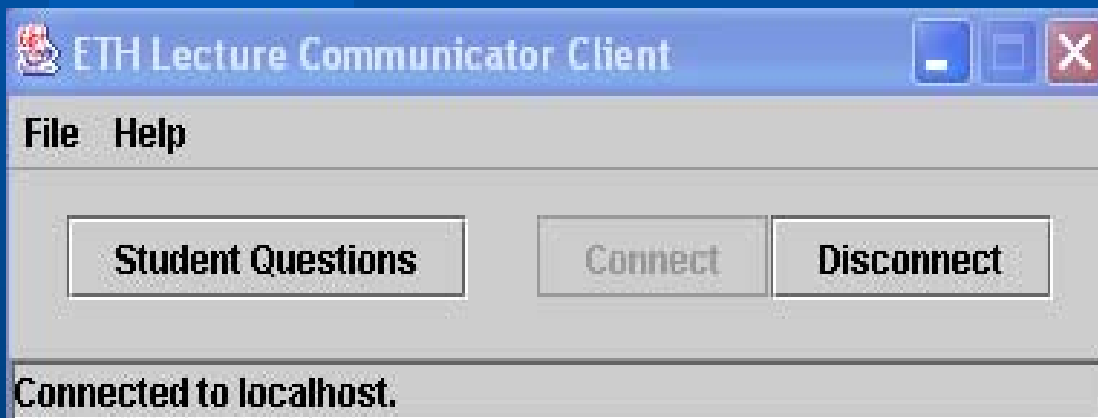 ETH Lecture Communicator Client
File Help
Student Questions Connect Disconnect
Connected to localhost.